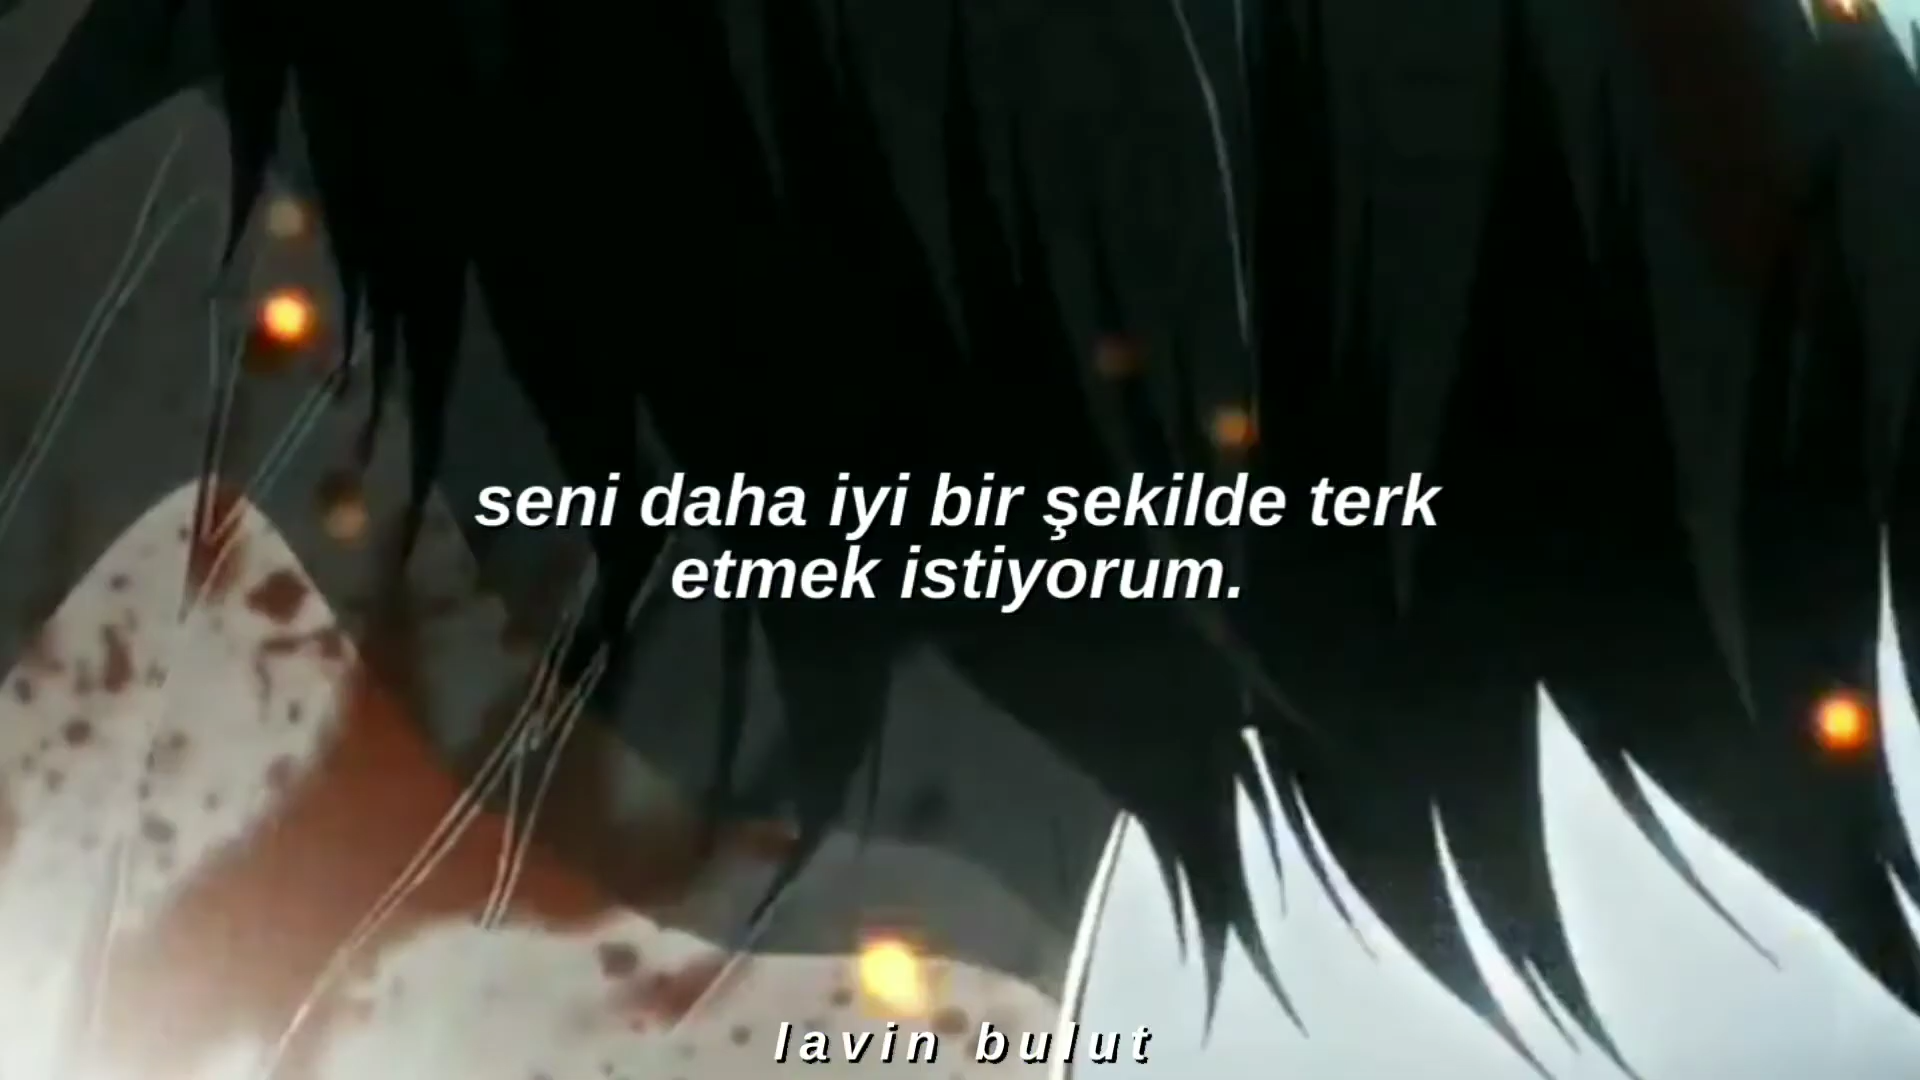 seni daha iyi bir şekilde terk
etmek istiyorum.
lavin bulut